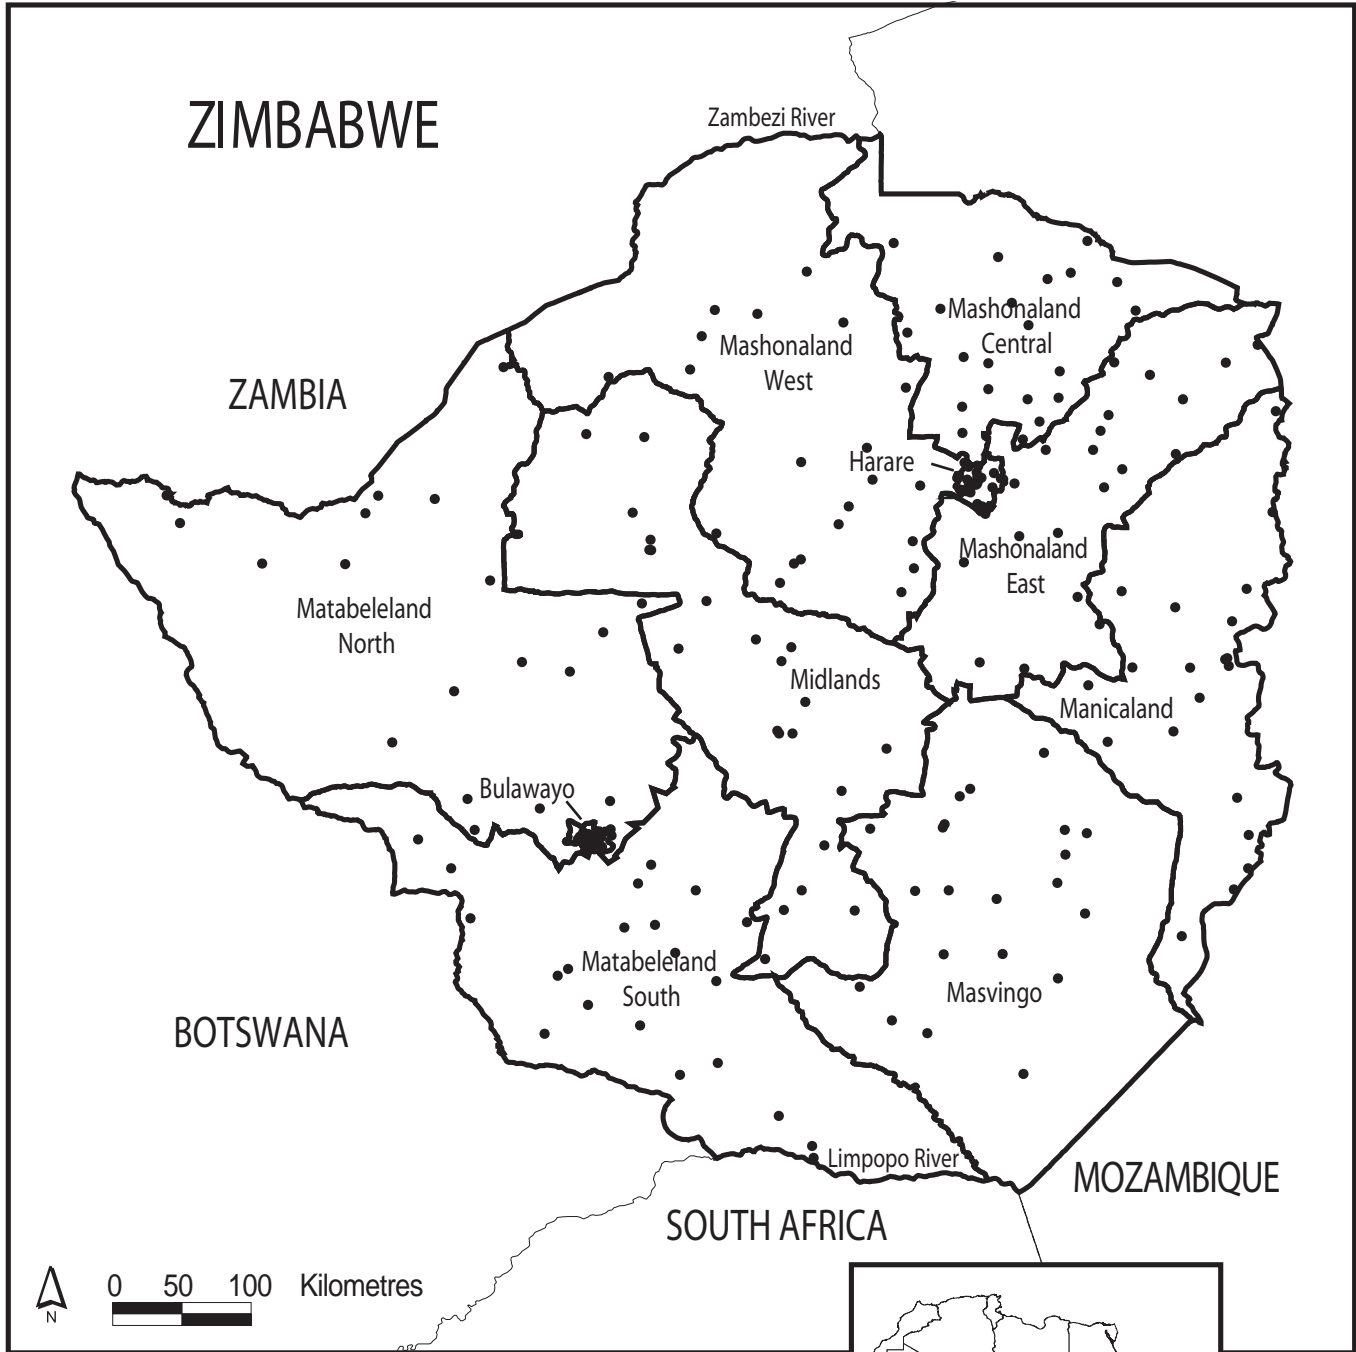 ZIMBABWE
Zambezi River
Mashonaland
Central
Mashonaland
West
ZAMBIA
Harare
Mashonaland
East
Matabeleland
North
Midlands
Manicaland
Bulawayo
Matabeleland
South
Masvingo
BOTSWANA
Limpopo River
MOZAMBIQUE
SOUTH AFRICA
0 50 100 Kilometres
N